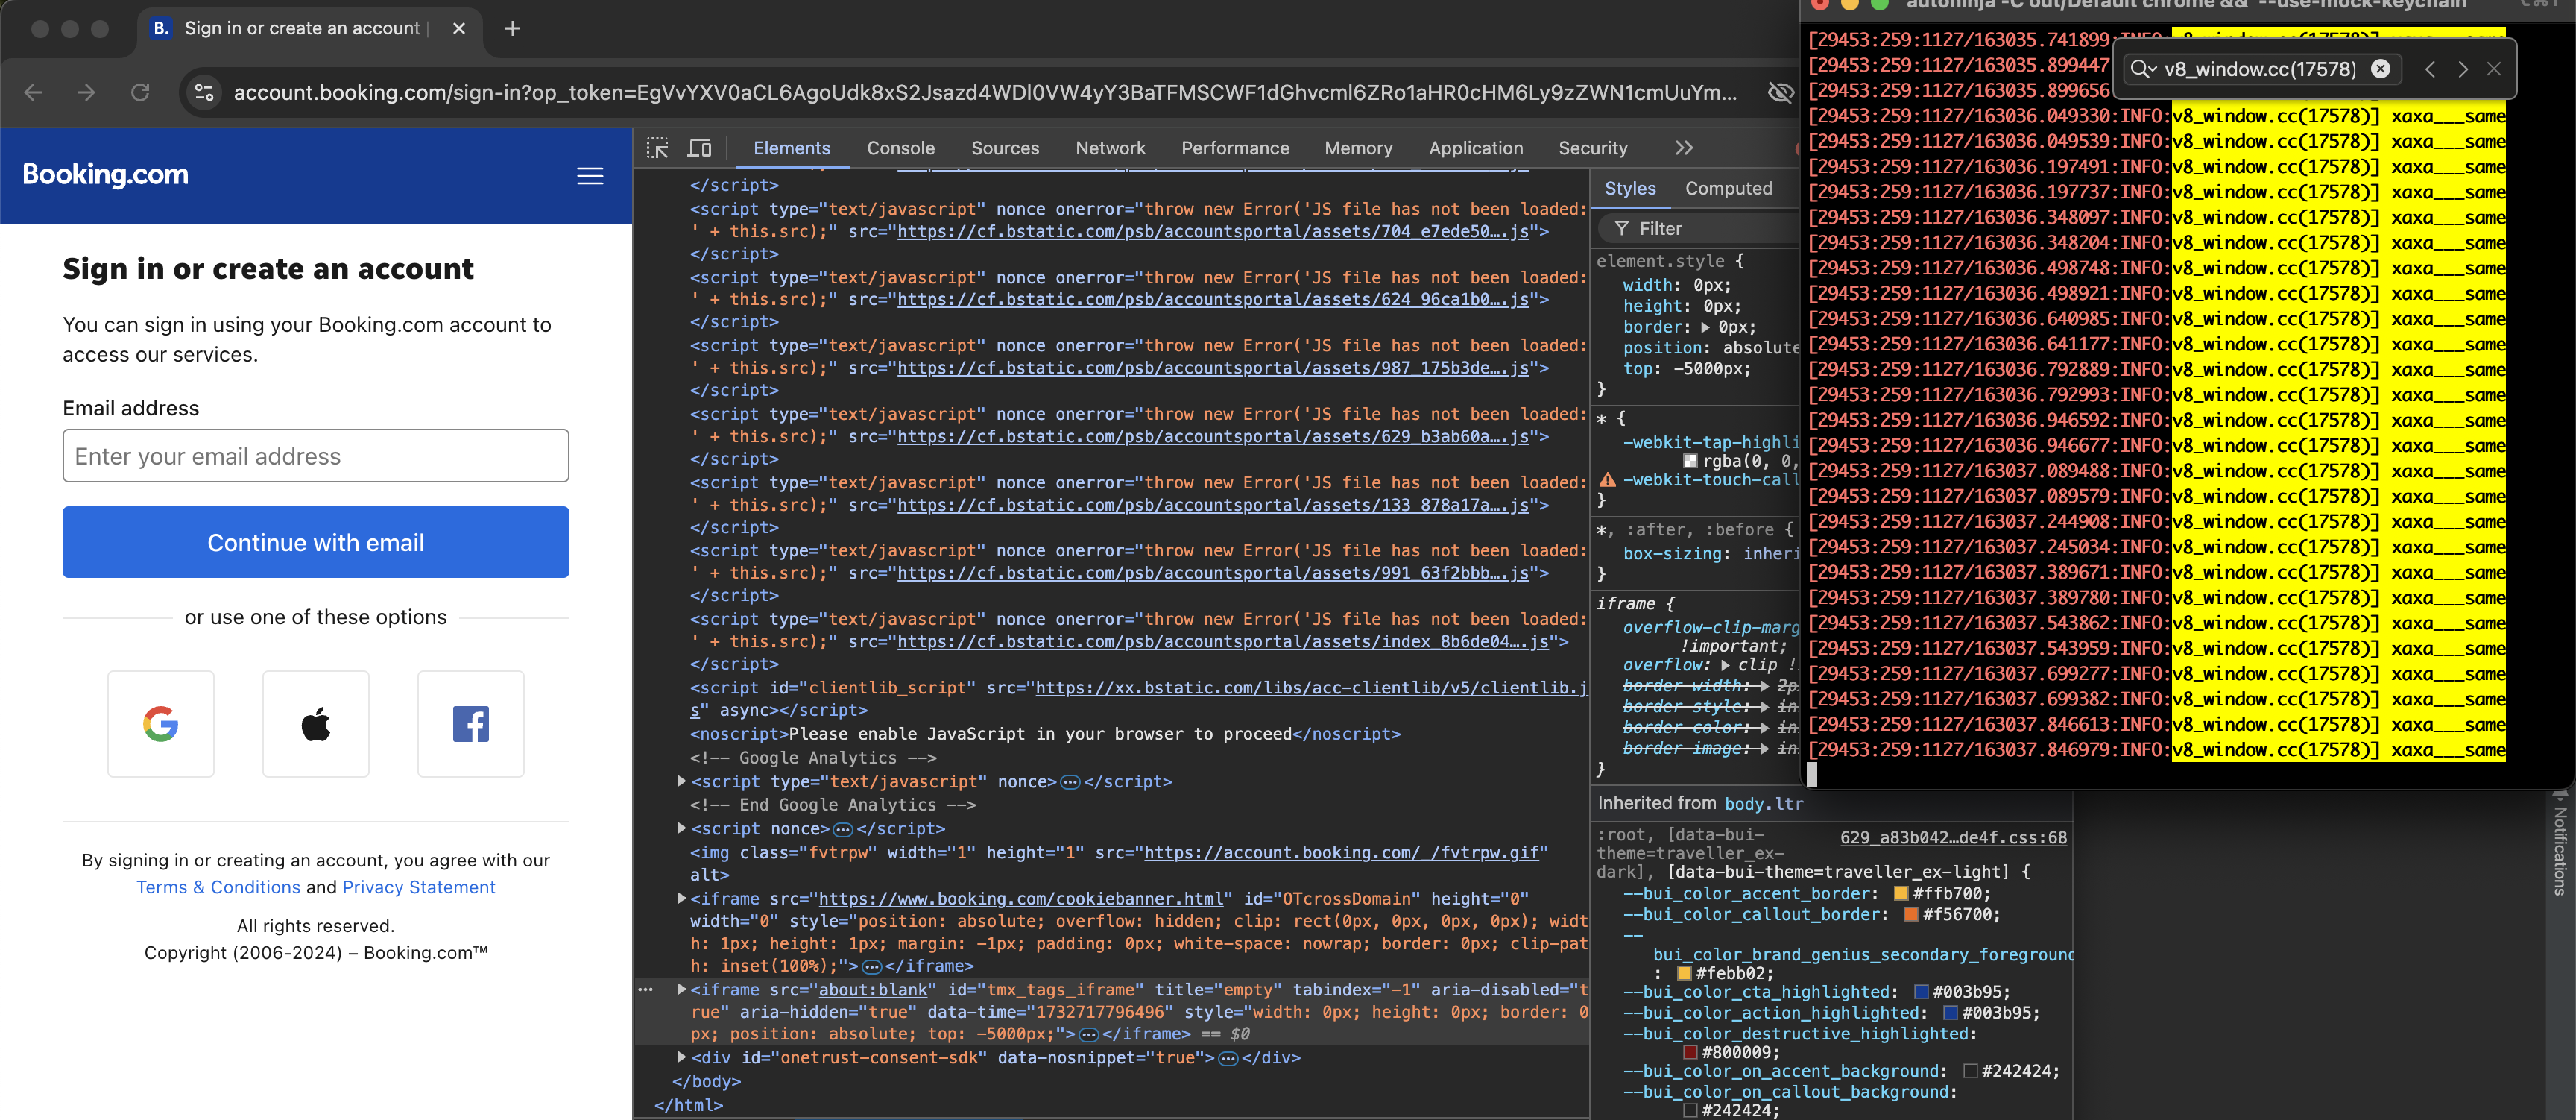 Sign in or create an account |
account.booking.com/sign-in?op_token=EgVvYXV0aCL6AgoUdk8xS2Jsazd4WDl0VW4yY3BaTFMSCWF1dGhvcml6ZRo1aHR0cHM6Ly9zZWN1cmUuYm...
Booking.com
Sign in or create an account
You can sign in using your Booking.com account to
access our services.
Email address
Enter your email address
Continue with email
or use one of these options
By signing in or creating an account, you agree with our
Terms & Conditions and Privacy Statement
All rights reserved.
Copyright (2006-2024) – Booking.com™
Elements Console Sources Network Performance Memory Application Security
</script>
<script type="text/javascript" nonce onerror="throw new Error('JS file has not been loaded:
' + this.src);" src="https://cf.bstatic.com/psb/accountsportal/assets/704_e7ede50….js">
</script>
<script type="text/javascript" nonce onerror="throw new Error('JS file has not been loaded:
' + this.src);" src="https://cf.bstatic.com/psb/accountsportal/assets/624_96ca1b0….js">
</script>
<script type="text/javascript" nonce onerror="throw new Error('JS file has not been loaded:
' + this.src);" src="https://cf.bstatic.com/psb/accountsportal/assets/987_175b3de….js">
</script>
<script type="text/javascript" nonce onerror="throw new Error('JS file has not been loaded:
' + this.src);" src="https://cf.bstatic.com/psb/accountsportal/assets/629_b3ab60a….js">
</script>
<script type="text/javascript" nonce onerror="throw new Error('JS file has not been loaded:
' + this.src);" src="https://cf.bstatic.com/psb/accountsportal/assets/133_878a17a….js">
</script>
<script type="text/javascript" nonce onerror="throw new Error('JS file has not been loaded:
' + this.src);" src="https://cf.bstatic.com/psb/accountsportal/assets/991_63f2bbb….js">
</script>
<script type="text/javascript" nonce onerror="throw new Error('JS file has not been loaded:
' + this.src);" src="https://cf.bstatic.com/psb/accountsportal/assets/index_8b6de04….js">
</script>
<script id="clientlib_script" src="https://xx.bstatic.com/libs/acc-clientlib/v5/clientlib.j
s" async></script>
<noscript>Please enable JavaScript in your browser to proceed</noscript>
<!-- Google Analytics -->
<script type="text/javascript" nonce>…</script>
<!-- End Google Analytics -->
<script nonce>…</script>
<img class="fvtrpw" width="1" height="1" src="https://account.booking.com/_/fvtrpw.gif"
alt>
<iframe src="https://www.booking.com/cookiebanner.html" id="OTcrossDomain" height="0"
width="0" style="position: absolute; overflow: hidden; clip: rect(0px, 0px, 0px, 0px); widt
h: 1px; height: 1px; margin: -1px; padding: 0px; white-space: nowrap; border: 0px; clip-pat
h: inset(100%);">…</iframe>
<iframe src="about:blank" id="tmx_tags_iframe" title="empty" tabindex="-1" aria-disabled="t
rue" aria-hidden="true" data-time="1732717796496" style="width: 0px; height: 0px; border: 0
px; position: absolute; top: -5000px;">…</iframe> == $0
<div id="onetrust-consent-sdk" data-nosnippet="true">…</div>
</body>
</html>
Styles Computed
Filter
element.style {
width: 0px;
height: 0px;
border: 0px;
position: absolute
top: -5000px;
}
* {
-webkit-tap-highli
rgba(0, 0,
-webkit-touch-call
}
*, :after, :before {
box-sizing: inheri
}
iframe {
overflow-clip-marg
!important;
overflow: clip !
border-width: 2p
border-style: in
border-color: in
border-image: in
}
Inherited from body.ltr
:root, [data-bui- 629_a83b042…de4f.css:68
theme=traveller_ex-
dark], [data-bui-theme=traveller_ex-light] {
--bui_color_accent_border: #ffb700;
--bui_color_callout_border: #f56700;
--
bui_color_brand_genius_secondary_foreground
: #febb02;
--bui_color_cta_highlighted: #003b95;
--bui_color_action_highlighted: #003b95;
--bui_color_destructive_highlighted:
#800009;
--bui_color_on_accent_background: #242424;
--bui_color_on_callout_background:
#242424;
autoninja -C out/Default chrome && --use-mock-keychain
v8_window.cc(17578)
[29453:259:1127/163035.741899:INFO:v8_window.cc(17578)] xaxa___same
[29453:259:1127/163035.899447
[29453:259:1127/163035.899656
[29453:259:1127/163036.049330:INFO:v8_window.cc(17578)] xaxa___same
[29453:259:1127/163036.049539:INFO:v8_window.cc(17578)] xaxa___same
[29453:259:1127/163036.197491:INFO:v8_window.cc(17578)] xaxa___same
[29453:259:1127/163036.197737:INFO:v8_window.cc(17578)] xaxa___same
[29453:259:1127/163036.348097:INFO:v8_window.cc(17578)] xaxa___same
[29453:259:1127/163036.348204:INFO:v8_window.cc(17578)] xaxa___same
[29453:259:1127/163036.498748:INFO:v8_window.cc(17578)] xaxa___same
[29453:259:1127/163036.498921:INFO:v8_window.cc(17578)] xaxa___same
[29453:259:1127/163036.640985:INFO:v8_window.cc(17578)] xaxa___same
[29453:259:1127/163036.641177:INFO:v8_window.cc(17578)] xaxa___same
[29453:259:1127/163036.792889:INFO:v8_window.cc(17578)] xaxa___same
[29453:259:1127/163036.792993:INFO:v8_window.cc(17578)] xaxa___same
[29453:259:1127/163036.946592:INFO:v8_window.cc(17578)] xaxa___same
[29453:259:1127/163036.946677:INFO:v8_window.cc(17578)] xaxa___same
[29453:259:1127/163037.089488:INFO:v8_window.cc(17578)] xaxa___same
[29453:259:1127/163037.089579:INFO:v8_window.cc(17578)] xaxa___same
[29453:259:1127/163037.244908:INFO:v8_window.cc(17578)] xaxa___same
[29453:259:1127/163037.245034:INFO:v8_window.cc(17578)] xaxa___same
[29453:259:1127/163037.389671:INFO:v8_window.cc(17578)] xaxa___same
[29453:259:1127/163037.389780:INFO:v8_window.cc(17578)] xaxa___same
[29453:259:1127/163037.543862:INFO:v8_window.cc(17578)] xaxa___same
[29453:259:1127/163037.543959:INFO:v8_window.cc(17578)] xaxa___same
[29453:259:1127/163037.699277:INFO:v8_window.cc(17578)] xaxa___same
[29453:259:1127/163037.699382:INFO:v8_window.cc(17578)] xaxa___same
[29453:259:1127/163037.846613:INFO:v8_window.cc(17578)] xaxa___same
[29453:259:1127/163037.846979:INFO:v8_window.cc(17578)] xaxa___same
Notifications